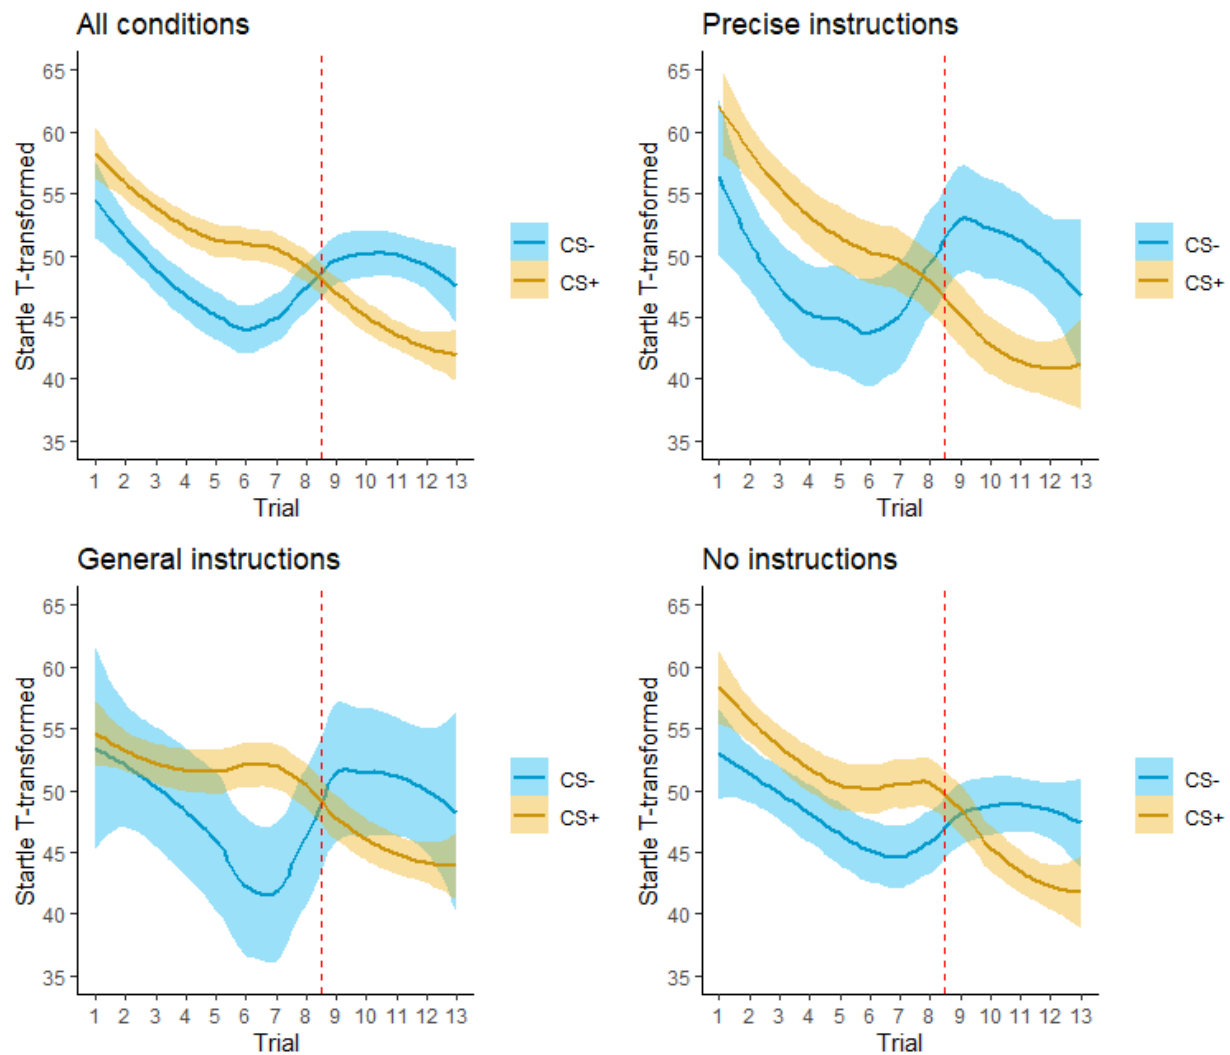 All conditions
Startle T-transformed
65
60
55
50
45
40
35
1 2 3 4 5 6 7 8 9 10 11 12 13
Trial
CS-
CS+
Precise instructions
Startle T-transformed
65
60
55
50
45
40
35
1 2 3 4 5 6 7 8 9 10 11 12 13
Trial
CS-
CS+
General instructions
Startle T-transformed
65
60
55
50
45
40
35
1 2 3 4 5 6 7 8 9 10 11 12 13
Trial
CS-
CS+
No instructions
Startle T-transformed
65
60
55
50
45
40
35
1 2 3 4 5 6 7 8 9 10 11 12 13
Trial
CS-
CS+